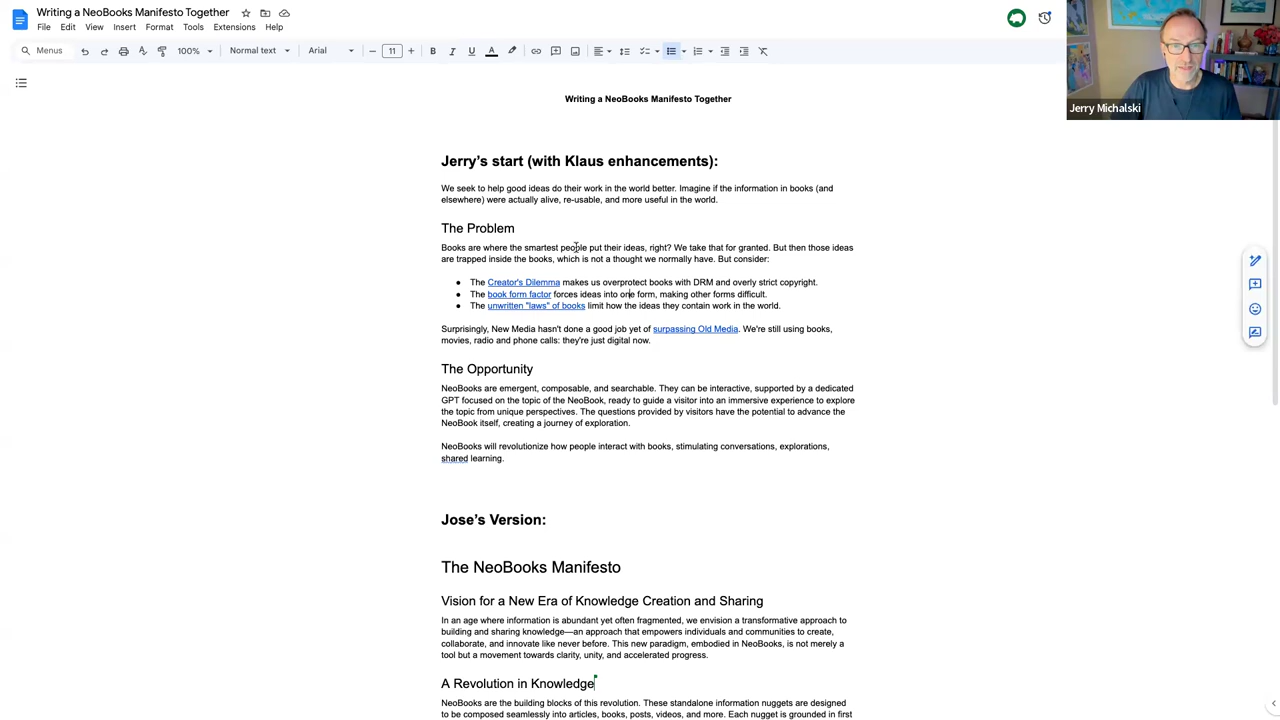 Writing a NeoBooks Manifesto Together
File Edit View Insert Format Tools Extensions Help
Menus 100% Normal text Arial 11 B I U A
Jerry Michalski
Writing a NeoBooks Manifesto Together
Jerry's start (with Klaus enhancements):
We seek to help good ideas do their work in the world better. Imagine if the information in books (and
elsewhere) were actually alive, re-usable, and more useful in the world.
The Problem
Books are where the smartest people put their ideas, right? We take that for granted. But then those ideas
are trapped inside the books, which is not a thought we normally have. But consider:
● The Creator's Dilemma makes us overprotect books with DRM and overly strict copyright.
● The book form factor forces ideas into one form, making other forms difficult.
● The unwritten "laws" of books limit how the ideas they contain work in the world.
Surprisingly, New Media hasn't done a good job yet of surpassing Old Media. We're still using books,
movies, radio and phone calls: they're just digital now.
The Opportunity
NeoBooks are emergent, composable, and searchable. They can be interactive, supported by a dedicated
GPT focused on the topic of the NeoBook, ready to guide a visitor into an immersive experience to explore
the topic from unique perspectives. The questions provided by visitors have the potential to advance the
NeoBook itself, creating a journey of exploration.
NeoBooks will revolutionize how people interact with books, stimulating conversations, explorations,
shared learning.
Jose's Version:
The NeoBooks Manifesto
Vision for a New Era of Knowledge Creation and Sharing
In an age where information is abundant yet often fragmented, we envision a transformative approach to
building and sharing knowledge—an approach that empowers individuals and communities to create,
collaborate, and innovate like never before. This new paradigm, embodied in NeoBooks, is not merely a
tool but a movement towards clarity, unity, and accelerated progress.
A Revolution in Knowledge
NeoBooks are the building blocks of this revolution. These standalone information nuggets are designed
to be composed seamlessly into articles, books, posts, videos, and more. Each nugget is grounded in first